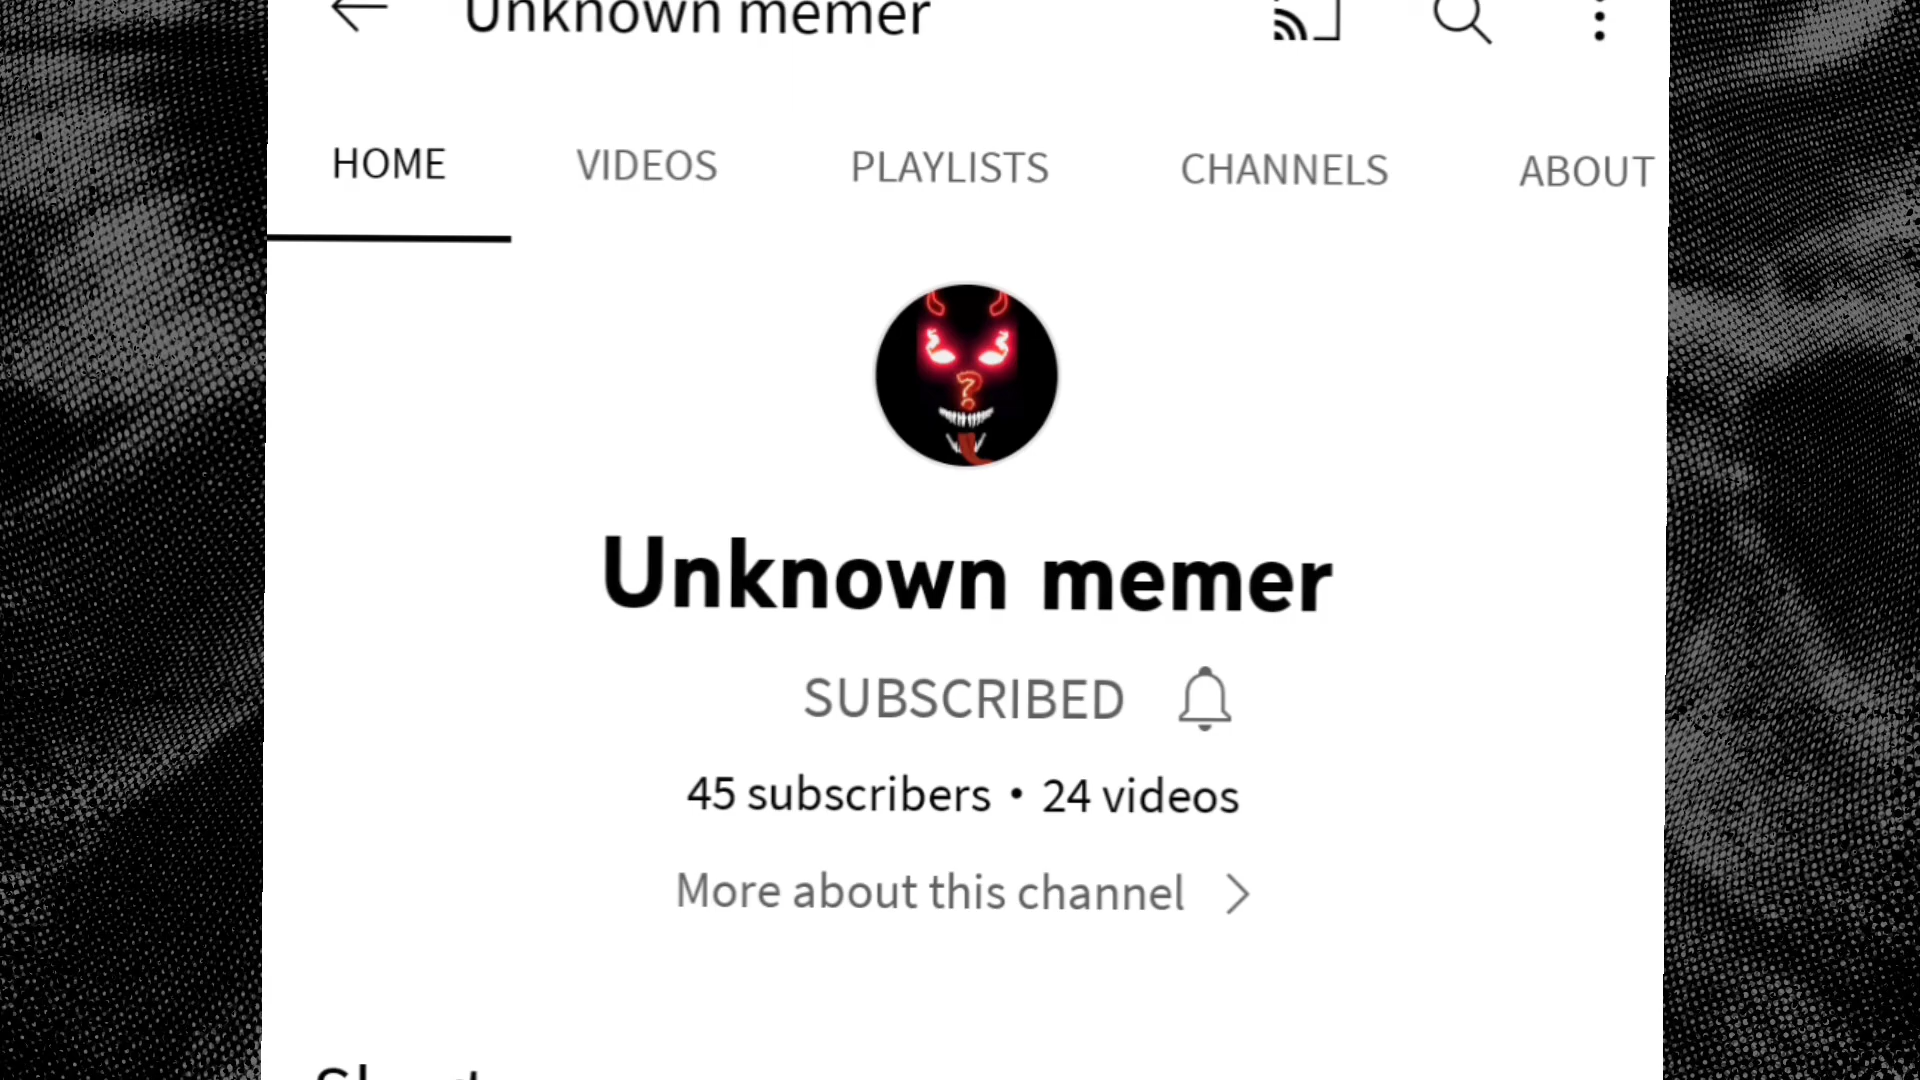 Unknown memer
HOME VIDEOS PLAYLISTS CHANNELS ABOUT
?
Unknown memer
SUBSCRIBED
45 subscribers • 24 videos
More about this channel